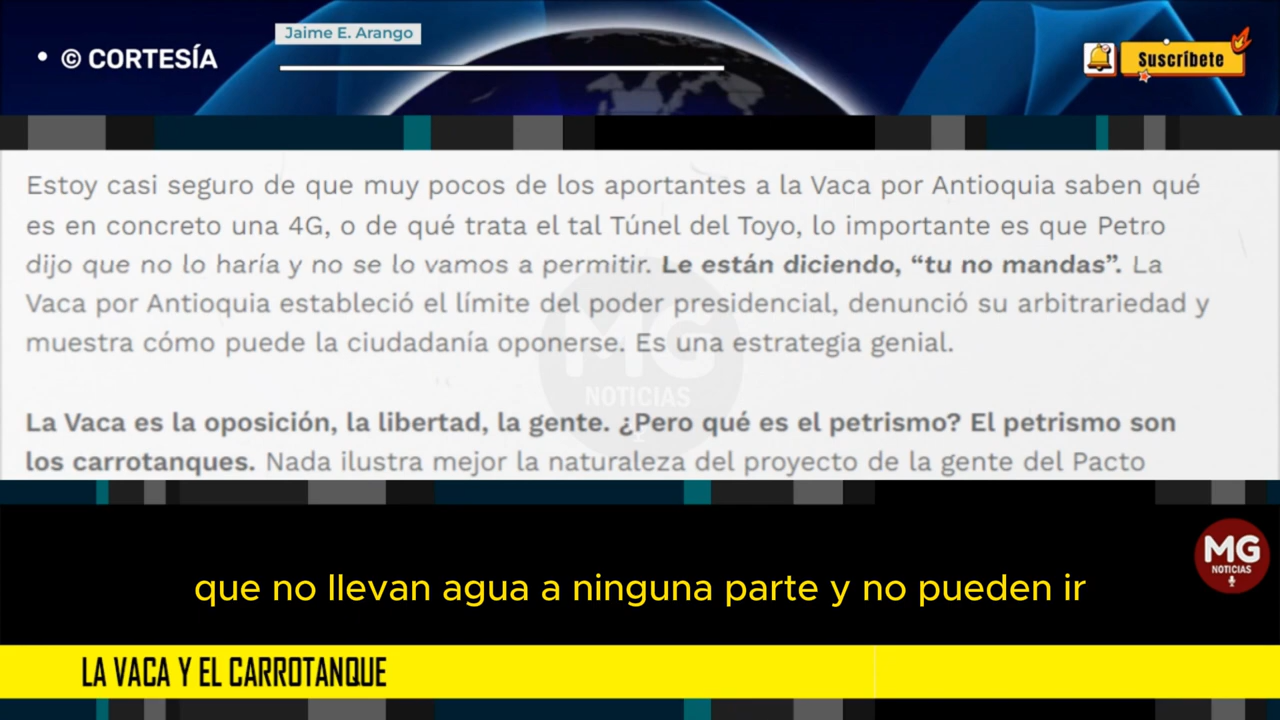 Jaime E. Arango
• © CORTESÍA
Suscríbete
Estoy casi seguro de que muy pocos de los aportantes a la Vaca por Antioquia saben qué
es en concreto una 4G, o de qué trata el tal Túnel del Toyo, lo importante es que Petro
dijo que no lo haría y no se lo vamos a permitir. Le están diciendo, “tu no mandas”. La
Vaca por Antioquia estableció el límite del poder presidencial, denunció su arbitrariedad y
muestra cómo puede la ciudadanía oponerse. Es una estrategia genial.
MG
NOTICIAS
La Vaca es la oposición, la libertad, la gente. ¿Pero qué es el petrismo? El petrismo son
los carrotanques. Nada ilustra mejor la naturaleza del proyecto de la gente del Pacto
MG
NOTICIAS
que no llevan agua a ninguna parte y no pueden ir
LA VACA Y EL CARROTANQUE